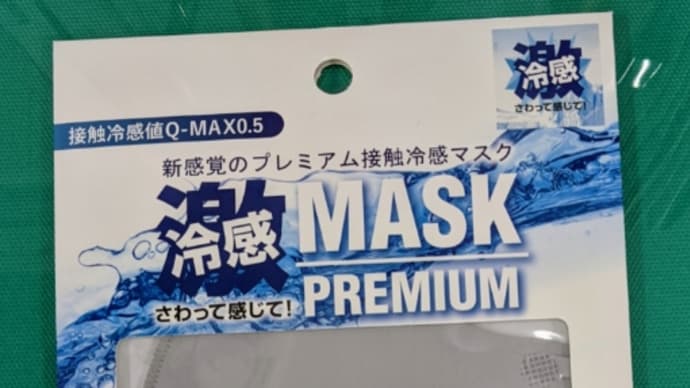 激
冷感
さわって感じて!
接触冷感値Q-MAX0.5
新感覚のプレミアム接触冷感マスク
激
冷感
さわって感じて!
MASK
PREMIUM